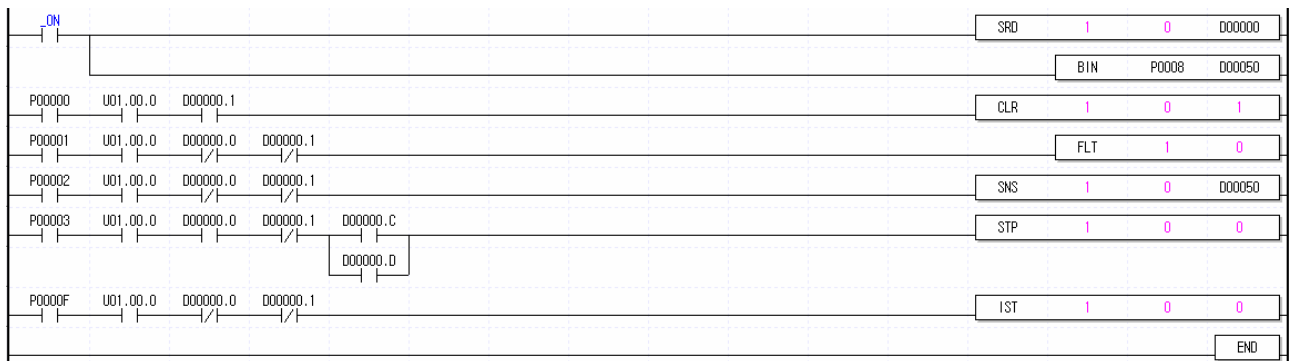 _ON
SRD 1 0 D00000
BIN P0008 D00050
P00000 U01.00.0 D00000.1
CLR 1 0 1
P00001 U01.00.0 D00000.0 D00000.1
FLT 1 0
P00002 U01.00.0 D00000.0 D00000.1
SNS 1 0 D00050
P00003 U01.00.0 D00000.0 D00000.1 D00000.C
STP 1 0 0
D00000.D
P0000F U01.00.0 D00000.0 D00000.1
IST 1 0 0
END